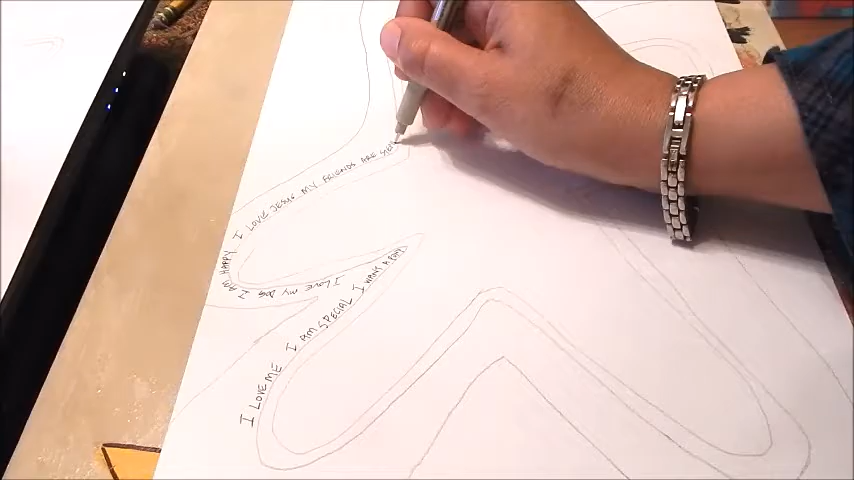 I LOVE ME I AM SPECIAL I WANT A
I LOVE MY DOG I
AM HAPPY I LOVE JESUS MY FRIENDS ARE